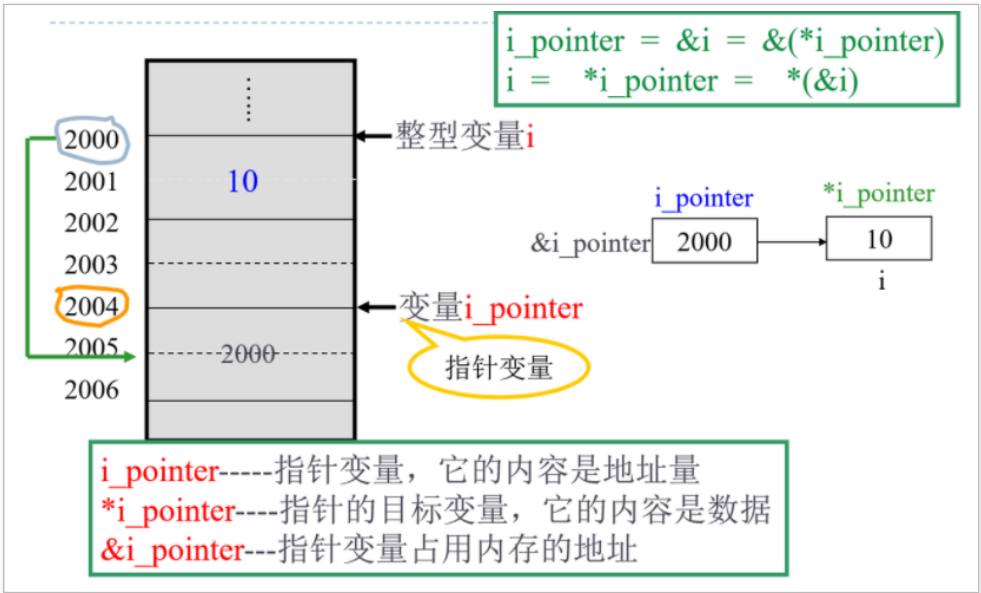 i_pointer = &i = &(*i_pointer)
i = *i_pointer = *(&i)
2000
整型变量i
2001
10
2002
2003
2004
变量i_pointer
2005
2000
指针变量
2006
i_pointer
*i_pointer
&i_pointer
2000
10
i
i_pointer-----指针变量，它的内容是地址量
*i_pointer----指针的目标变量，它的内容是数据
&i_pointer---指针变量占用内存的地址